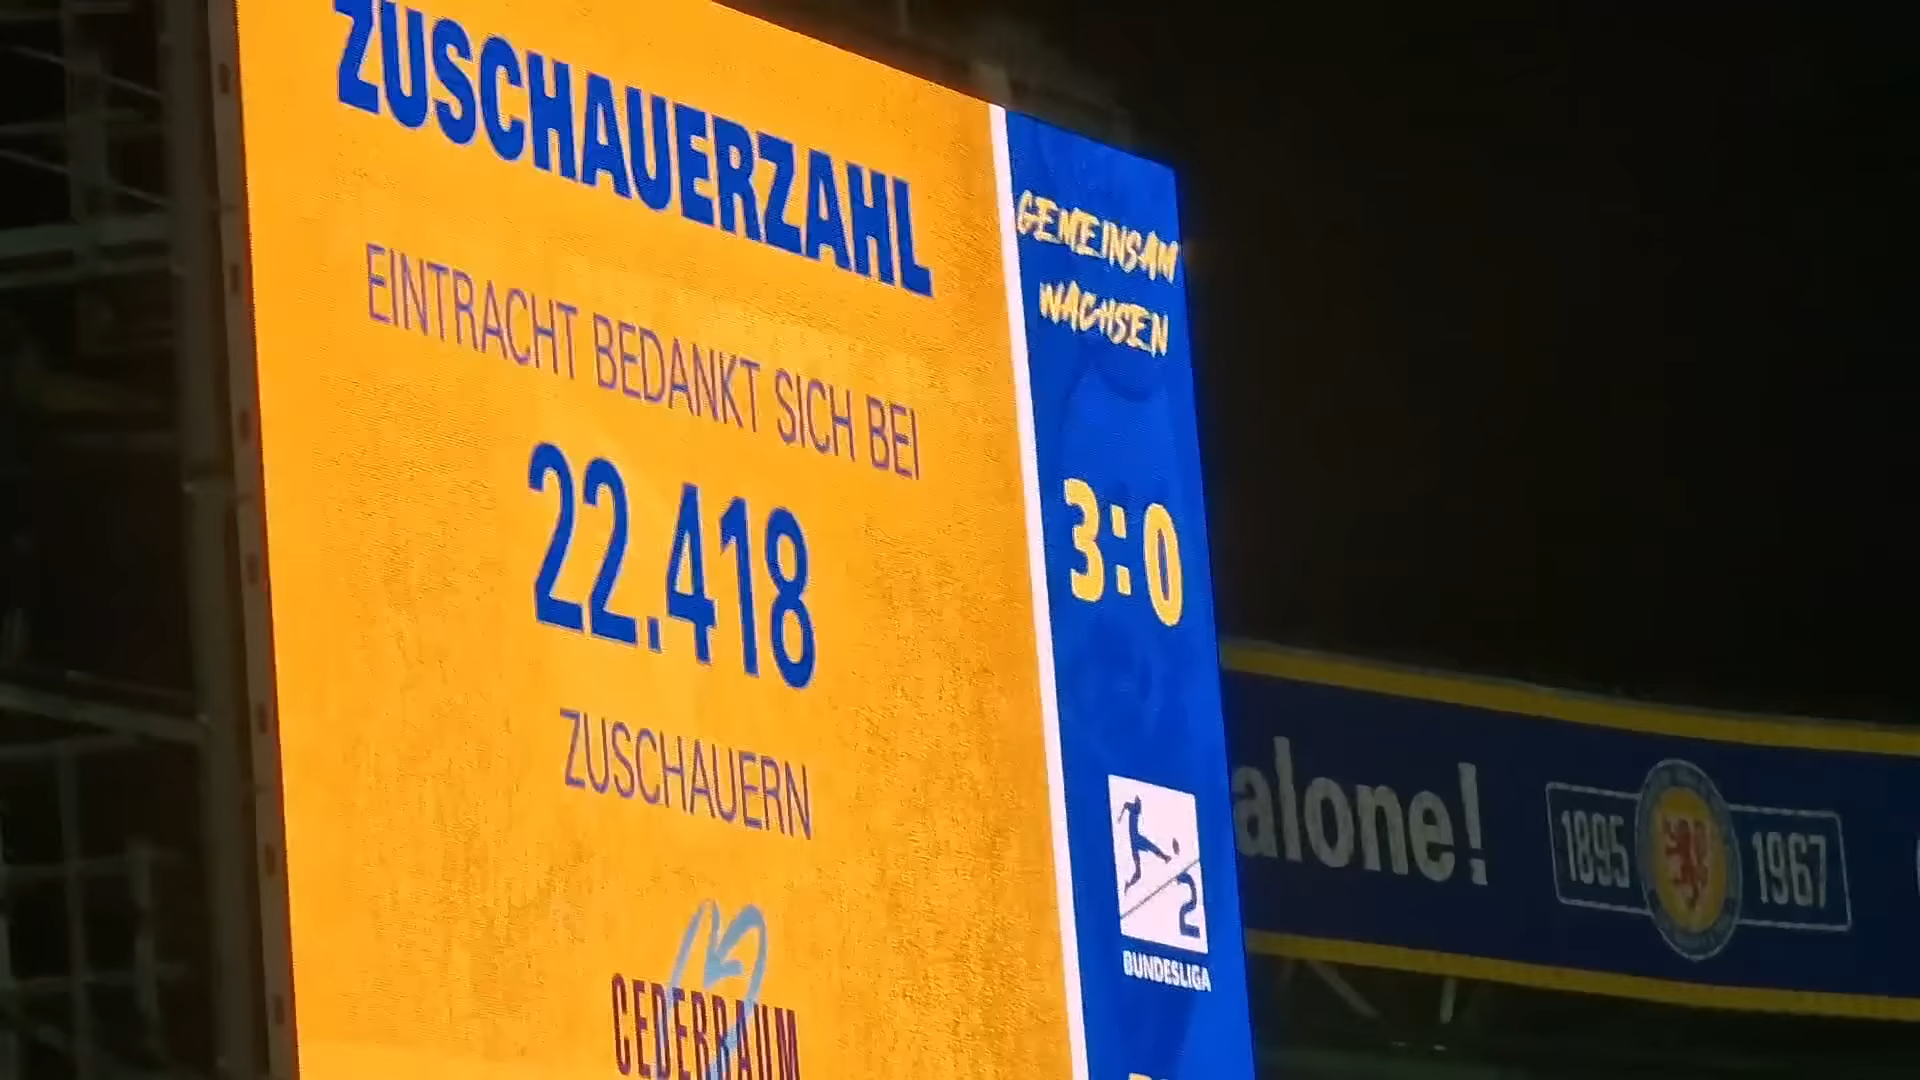 ZUSCHAUERZAHL
EINTRACHT BEDANKT SICH BEI
22.418
ZUSCHAUERN
CEDERBAUM
GEMEINSAM
WACHSEN
3:0
2
BUNDESLIGA
alone!
1895 1967